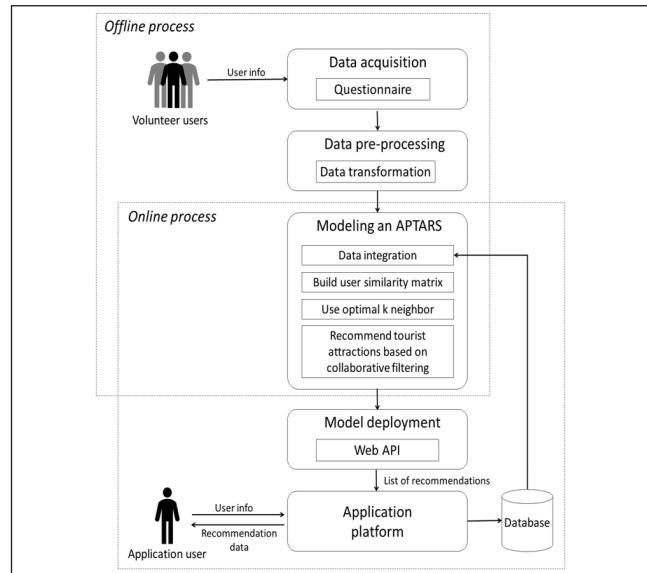 Offline process
Data acquisition
User info
Questionnaire
Volunteer users
Data pre-processing
Data transformation
Online process
Modeling an APTARS
Data integration
Build user similarity matrix
Use optimal k neighbor
Recommend tourist
attractions based on
collaborative filtering
Model deployment
Web API
List of recommendations
User info
Application
platform
Recommendation
data
Database
Application user